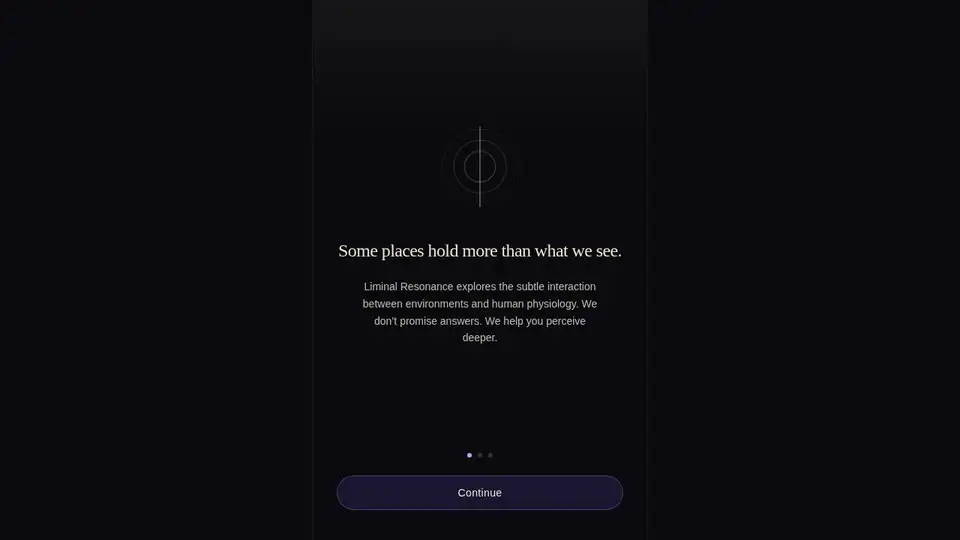 Some places hold more than what we see.
Liminal Resonance explores the subtle interaction
between environments and human physiology. We
don't promise answers. We help you perceive
deeper.
Continue